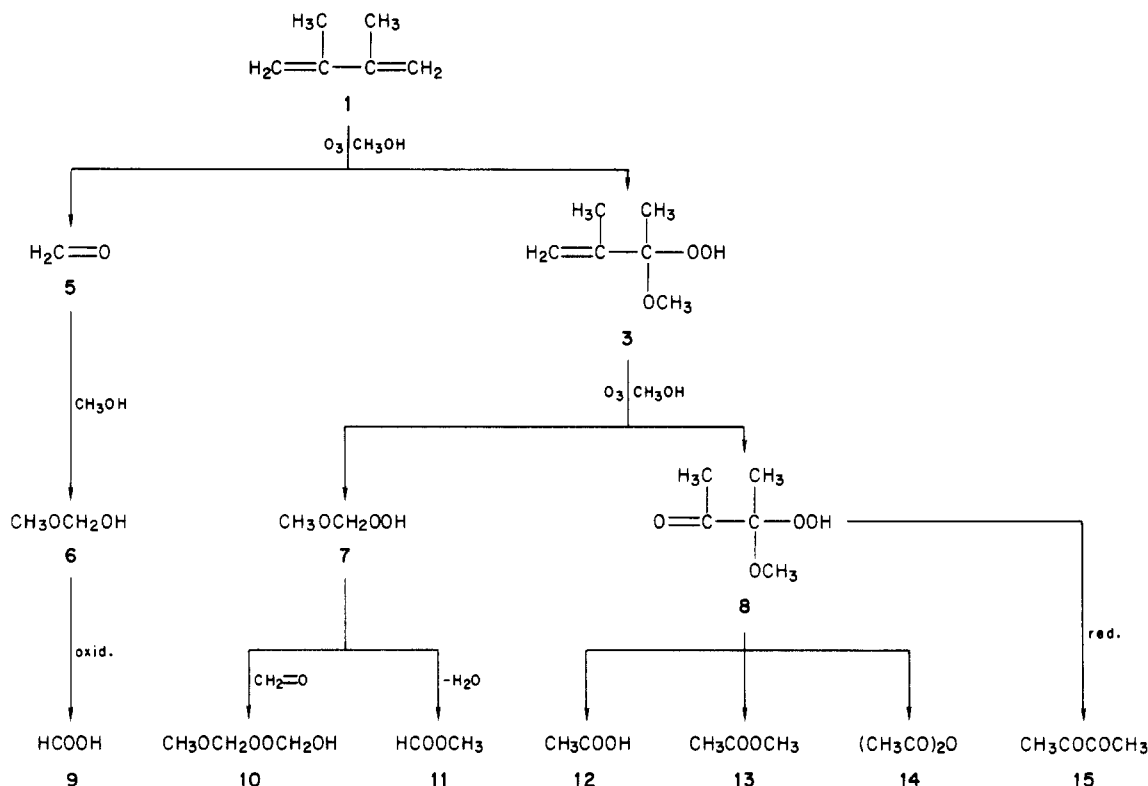 H₃C CH₃
H₂C=C—C=CH₂
1
O₃ CH₃OH
H₂C=O
5
H₃C CH₃
H₂C=C—C—OOH
OCH₃
3
CH₃OH
O₃ CH₃OH
CH₃OCH₂OH
6
CH₃OCH₂OOH
7
H₃C CH₃
O=C—C—OOH
OCH₃
8
oxid.
CH₂=O
-H₂O
red.
HCOOH
9
CH₃OCH₂OOCH₂OH
10
HCOOCH₃
11
CH₃COOH
12
CH₃COOCH₃
13
(CH₃CO)₂O
14
CH₃COCOCH₃
15